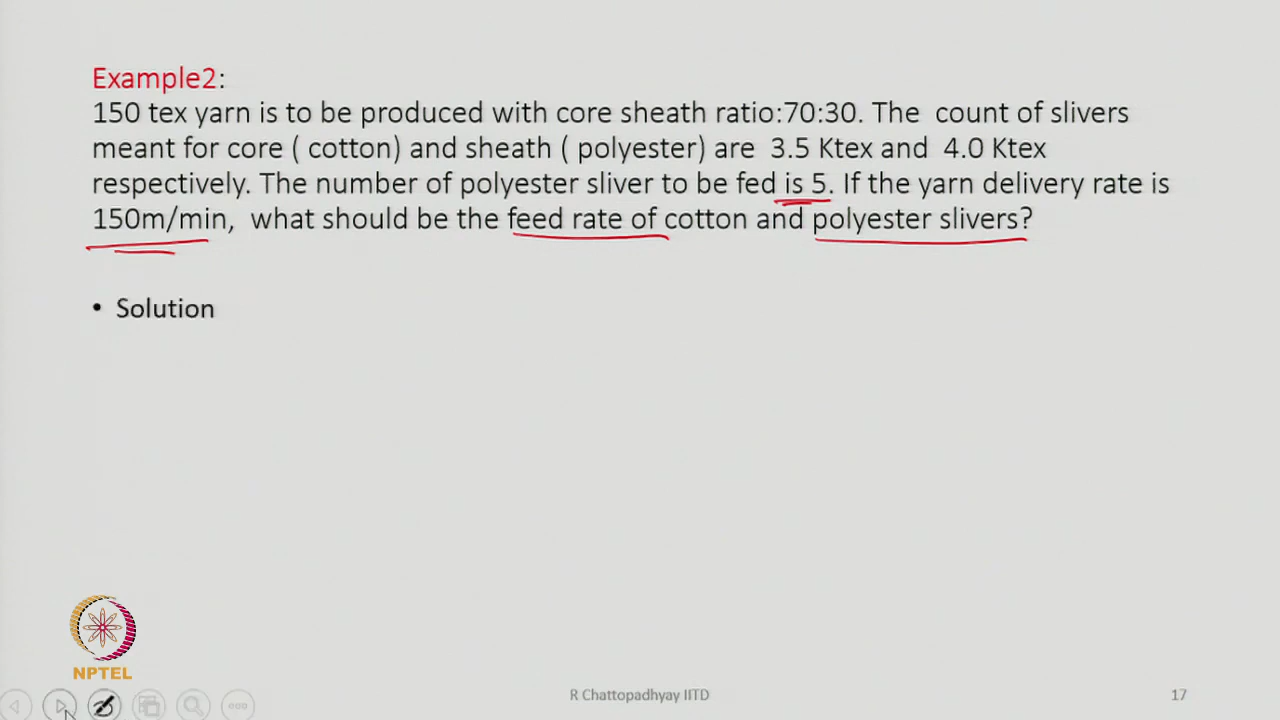 Example2:
150 tex yarn is to be produced with core sheath ratio:70:30. The count of slivers
meant for core ( cotton) and sheath ( polyester) are 3.5 Ktex and 4.0 Ktex
respectively. The number of polyester sliver to be fed is 5. If the yarn delivery rate is
150m/min, what should be the feed rate of cotton and polyester slivers?
• Solution
NPTEL
R Chattopadhyay IITD
17